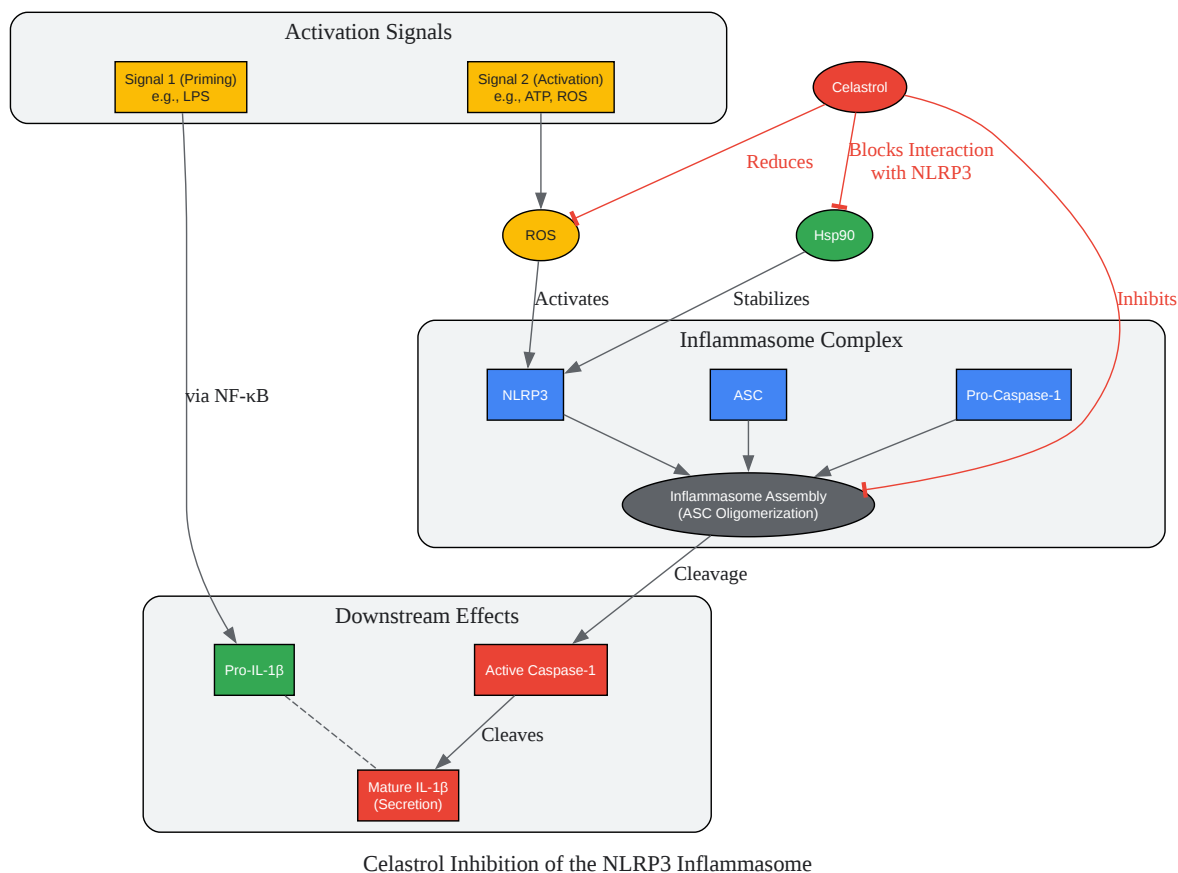 Activation Signals
Signal 1 (Priming)
e.g., LPS
Signal 2 (Activation)
e.g., ATP, ROS
Celastrol
Reduces
Blocks Interaction
with NLRP3
ROS
Hsp90
Activates
Stabilizes
Inhibits
Inflammasome Complex
via NF-κB
NLRP3
ASC
Pro-Caspase-1
Inflammasome Assembly
(ASC Oligomerization)
Cleavage
Downstream Effects
Pro-IL-1β
Active Caspase-1
Cleaves
Mature IL-1β
(Secretion)
Celastrol Inhibition of the NLRP3 Inflammasome